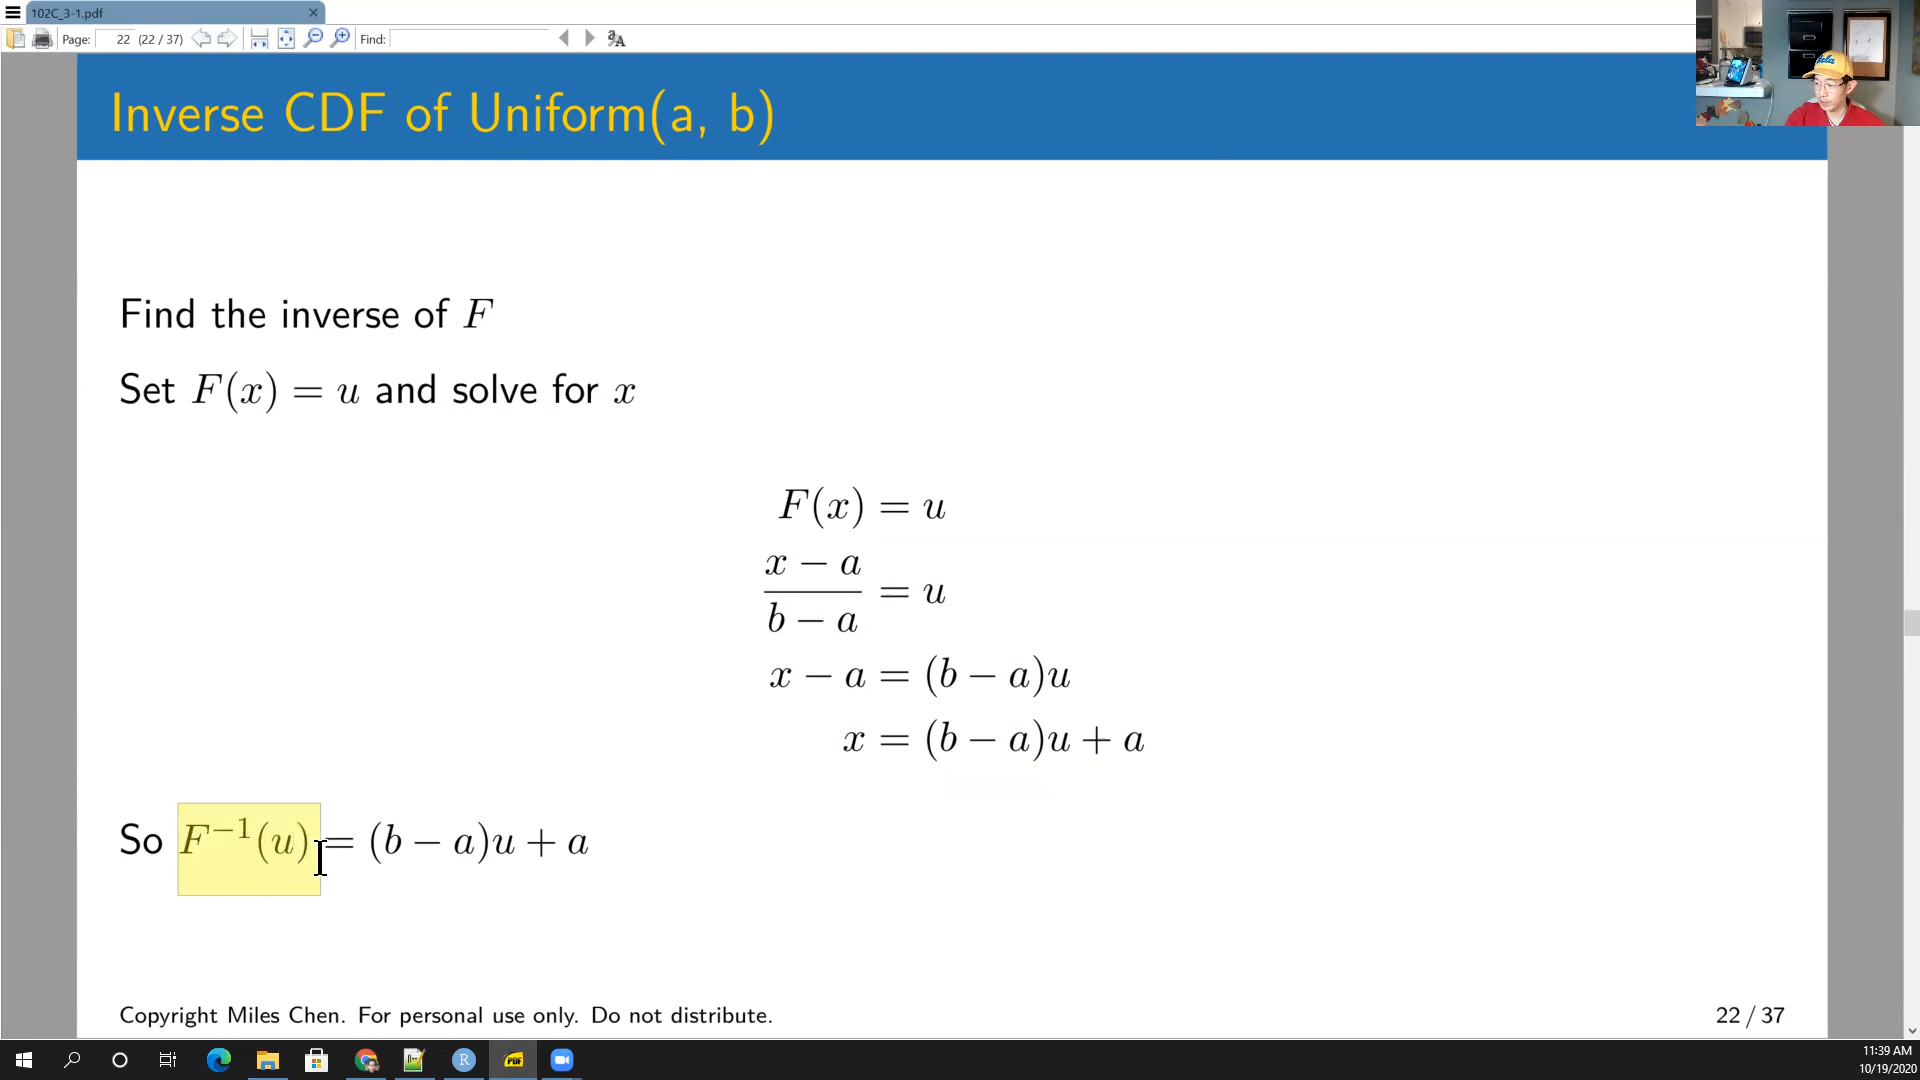 102C_3-1.pdf
Page: 22 (22 / 37) Find:
Inverse CDF of Uniform(a, b)
Find the inverse of F
Set F(x) = u and solve for x
F(x) = u
x − a / b − a = u
x − a = (b − a)u
x = (b − a)u + a
So F⁻¹(u) = (b − a)u + a
Copyright Miles Chen. For personal use only. Do not distribute.
22 / 37
11:39 AM
10/19/2020